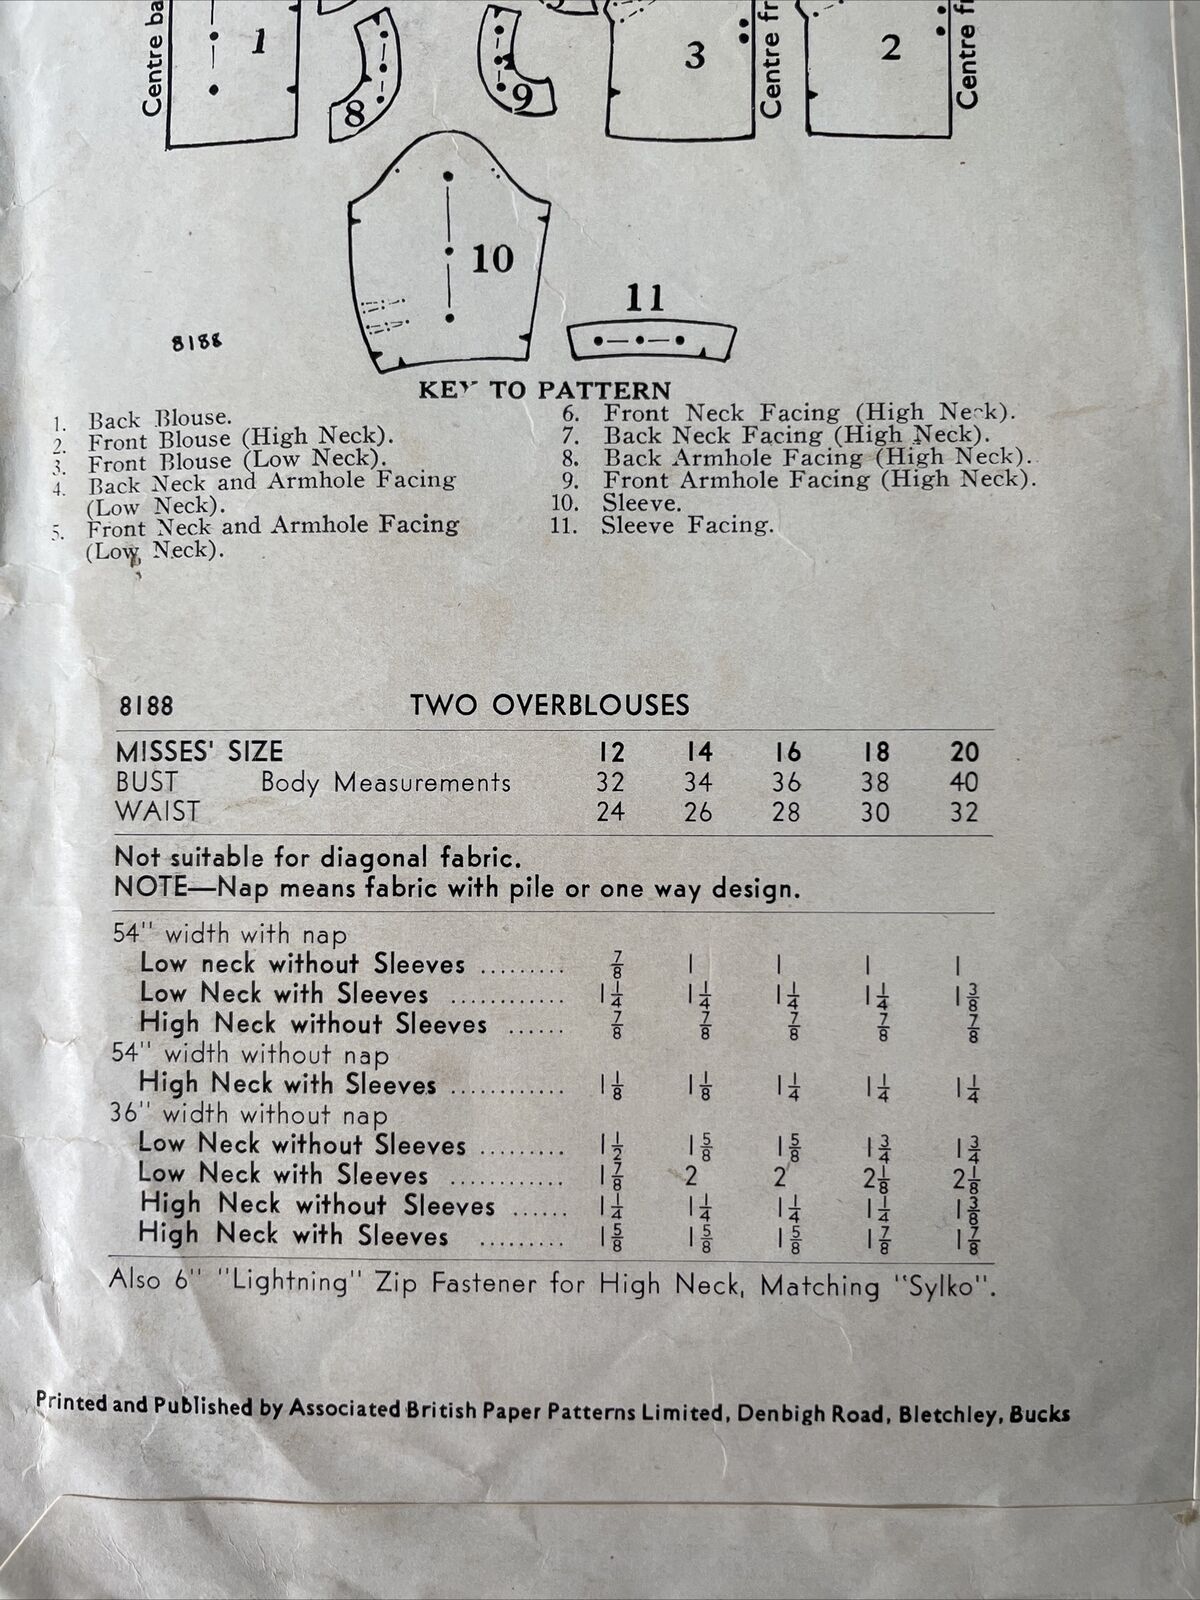 Centre ba
1
8
9
3
Centre fr
2
Centre fr
10
11
8188
KEY TO PATTERN
1. Back Blouse.
2. Front Blouse (High Neck).
3. Front Blouse (Low Neck).
4. Back Neck and Armhole Facing
(Low Neck).
5. Front Neck and Armhole Facing
(Low Neck).
6. Front Neck Facing (High Neck).
7. Back Neck Facing (High Neck).
8. Back Armhole Facing (High Neck).
9. Front Armhole Facing (High Neck).
10. Sleeve.
11. Sleeve Facing.
8188 TWO OVERBLOUSES
MISSES' SIZE 12 14 16 18 20
BUST Body Measurements 32 34 36 38 40
WAIST 24 26 28 30 32
Not suitable for diagonal fabric.
NOTE—Nap means fabric with pile or one way design.
54" width with nap
Low neck without Sleeves ......... 7/8 1 1 1 1
Low Neck with Sleeves ............ 1 1/4 1 1/4 1 1/4 1 1/4 1 3/8
High Neck without Sleeves ...... 7/8 7/8 7/8 7/8 7/8
54" width without nap
High Neck with Sleeves ............ 1 1/8 1 1/8 1 1/4 1 1/4 1 1/4
36" width without nap
Low Neck without Sleeves ......... 1 1/2 1 5/8 1 5/8 1 3/4 1 3/4
Low Neck with Sleeves ............ 1 7/8 2 2 2 1/8 2 1/8
High Neck without Sleeves ...... 1 1/4 1 1/4 1 1/4 1 1/4 1 3/8
High Neck with Sleeves ......... 1 5/8 1 5/8 1 5/8 1 7/8 1 7/8
Also 6" "Lightning" Zip Fastener for High Neck, Matching "Sylko".
Printed and Published by Associated British Paper Patterns Limited, Denbigh Road, Bletchley, Bucks